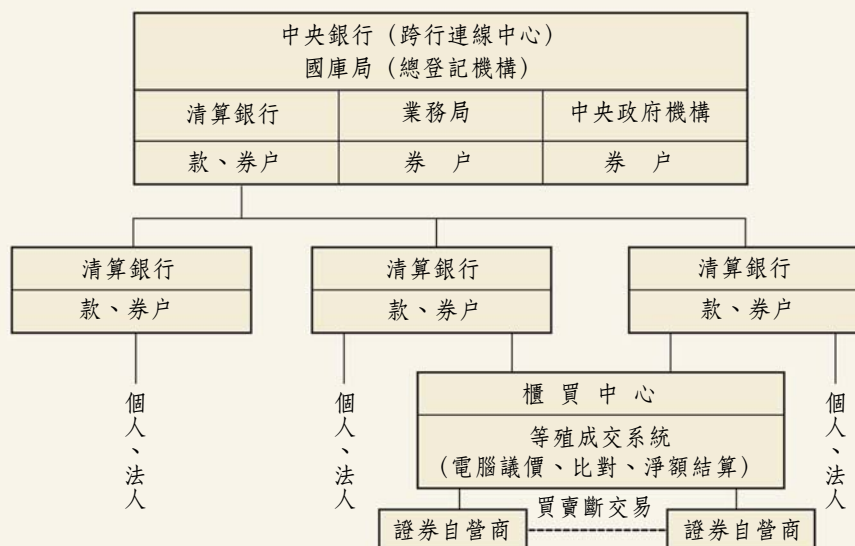 中央銀行（跨行連線中心）
國庫局（總登記機構）
清算銀行 業務局 中央政府機構
款、券户 券 户 券 户
清算銀行 清算銀行 清算銀行
款、券户 款、券户 款、券户
個人、法人
個人、法人
櫃 買 中 心
等殖成交系統
（電腦議價、比對、淨額結算）
個人、法人
買賣斷交易
證券自營商 證券自營商